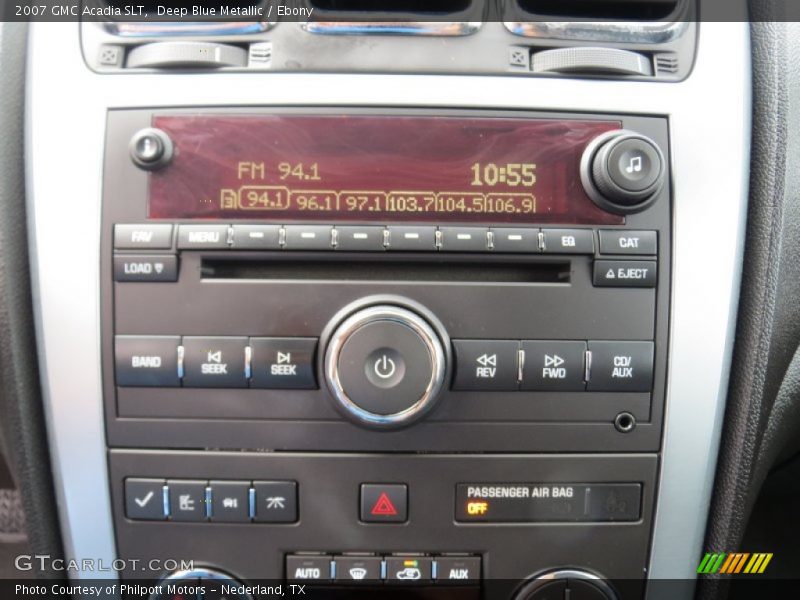 2007 GMC Acadia SLT,  Deep Blue Metallic / Ebony
FM 94.1 10:55
94.1 96.1 97.1 103.7 104.5 106.9
FAV MENU EQ CAT
LOAD EJECT
BAND SEEK SEEK REV FWD CD/AUX
PASSENGER AIR BAG
OFF
AUTO AUX
GTCarLot.com
Photo Courtesy of Philpott Motors - Nederland, TX